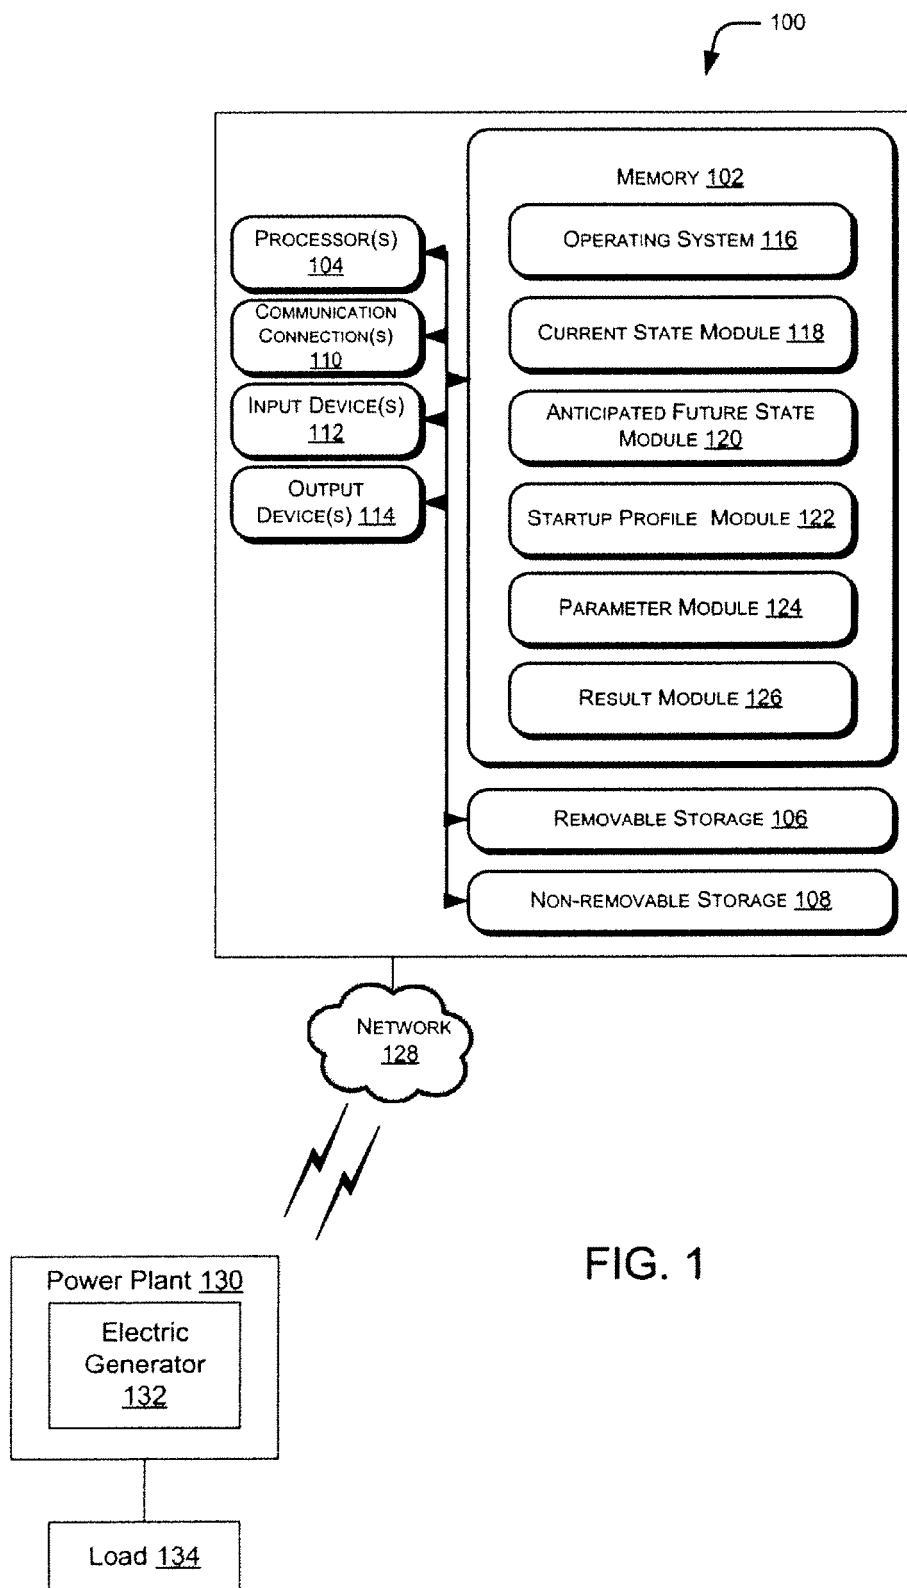 100
MEMORY 102
OPERATING SYSTEM 116
CURRENT STATE MODULE 118
ANTICIPATED FUTURE STATE
MODULE 120
STARTUP PROFILE MODULE 122
PARAMETER MODULE 124
RESULT MODULE 126
PROCESSOR(S)
104
COMMUNICATION
CONNECTION(S)
110
INPUT DEVICE(S)
112
OUTPUT
DEVICE(S) 114
REMOVABLE STORAGE 106
NON-REMOVABLE STORAGE 108
NETWORK
128
Power Plant 130
Electric
Generator
132
Load 134
FIG. 1